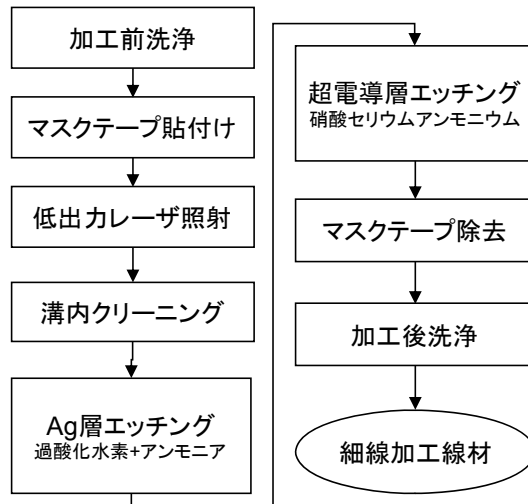 加工前洗浄
マスクテープ貼付け
低出力レーザ照射
溝内クリーニング
Ag層エッチング
過酸化水素+アンモニア
超電導層エッチング
硝酸セリウムアンモニウム
マスクテープ除去
加工後洗浄
細線加工線材